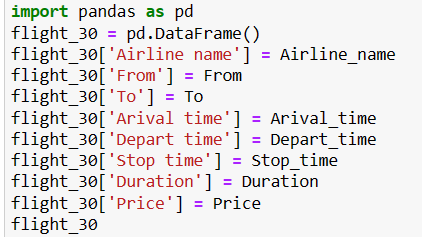 import pandas as pd
flight_30 = pd.DataFrame()
flight_30['Airline name'] = Airline_name
flight_30['From'] = From
flight_30['To'] = To
flight_30['Arival time'] = Arival_time
flight_30['Depart time'] = Depart_time
flight_30['Stop time'] = Stop_time
flight_30['Duration'] = Duration
flight_30['Price'] = Price
flight_30